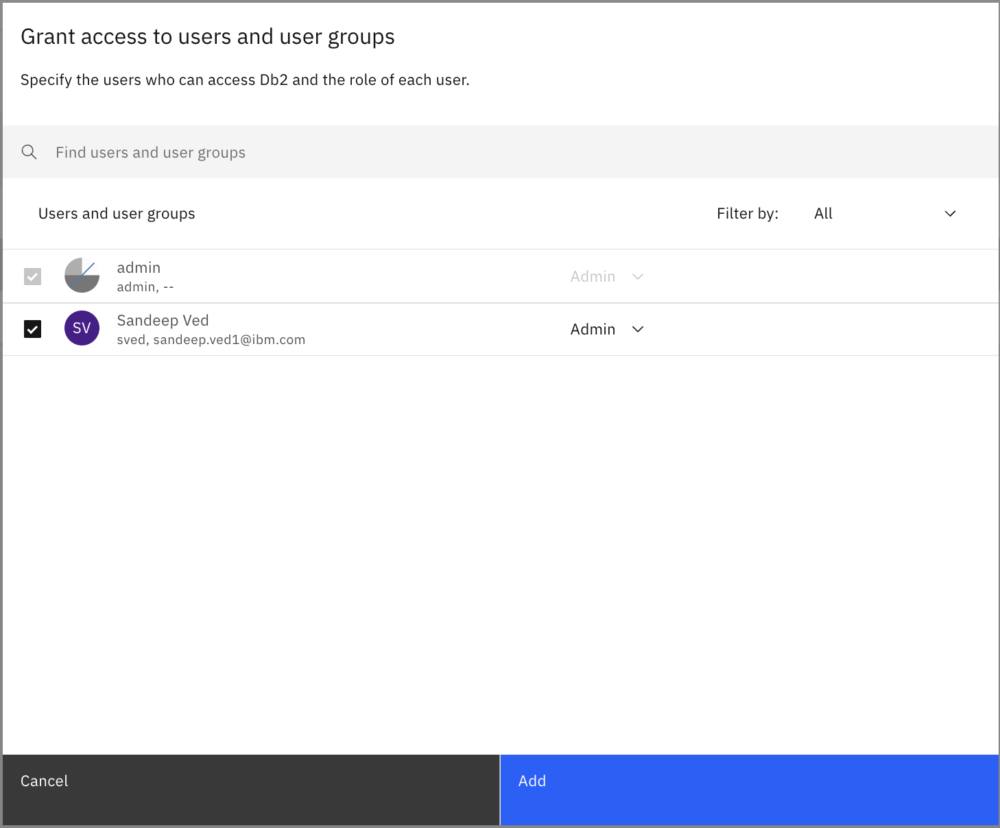 Grant access to users and user groups
Specify the users who can access Db2 and the role of each user.
Find users and user groups
Users and user groups
Filter by:
All
admin
admin, --
Admin
SV
Sandeep Ved
sved, sandeep.ved1@ibm.com
Admin
Cancel
Add